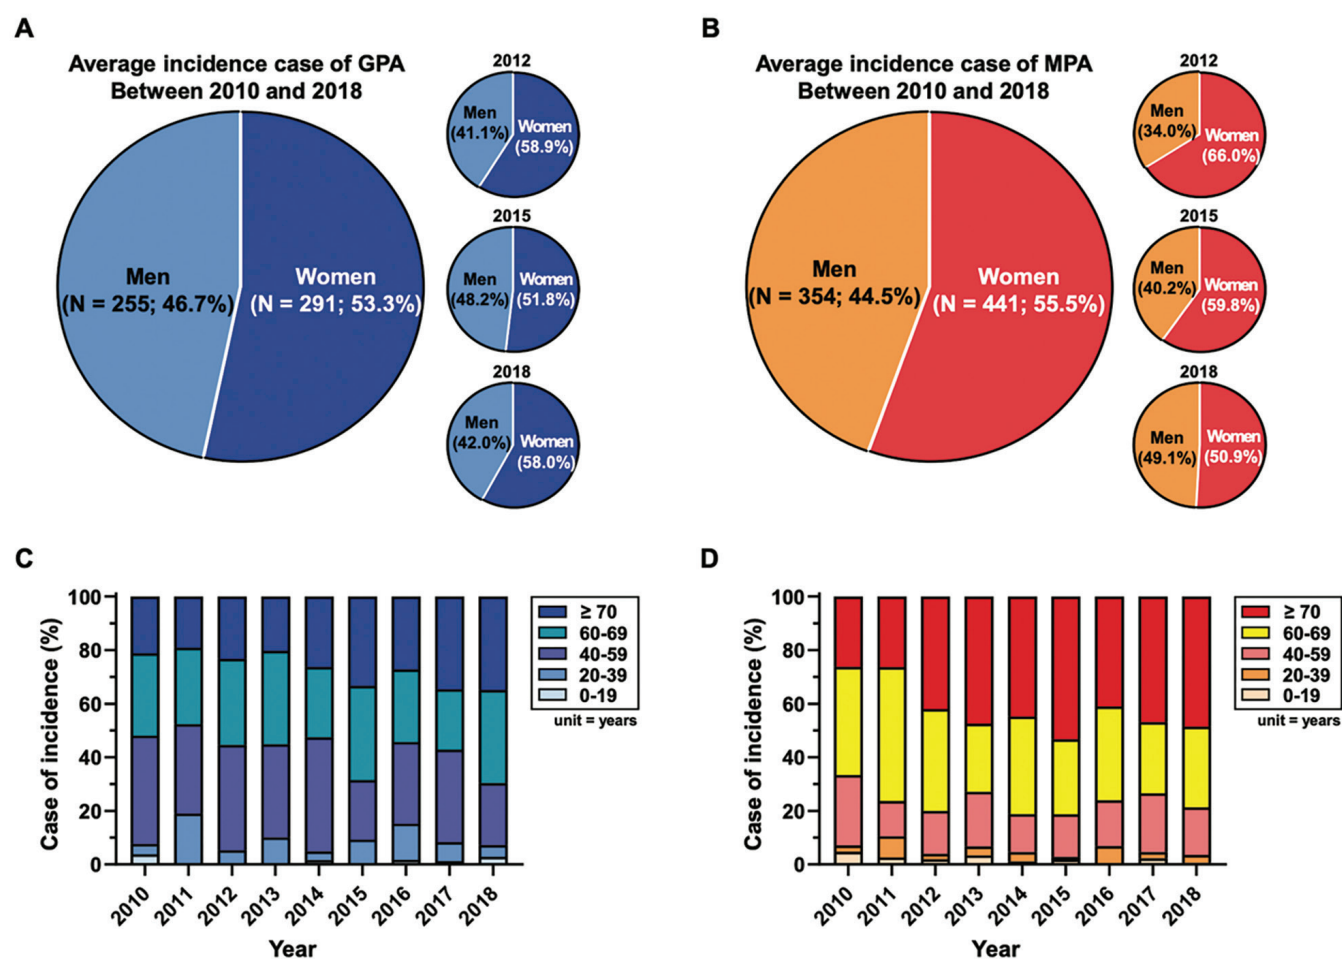 A
Average incidence case of GPA
Between 2010 and 2018
Men
(N = 255; 46.7%)
Women
(N = 291; 53.3%)
2012
Men
(41.1%)
Women
(58.9%)
2015
Men
(48.2%)
Women
(51.8%)
2018
Men
(42.0%)
Women
(58.0%)
B
Average incidence case of MPA
Between 2010 and 2018
Men
(N = 354; 44.5%)
Women
(N = 441; 55.5%)
2012
Men
(34.0%)
Women
(66.0%)
2015
Men
(40.2%)
Women
(59.8%)
2018
Men
(49.1%)
Women
(50.9%)
C
Case of incidence (%)
100
80
60
40
20
0
2010
2011
2012
2013
2014
2015
2016
2017
2018
Year
≥ 70
60-69
40-59
20-39
0-19
unit = years
D
Case of incidence (%)
100
80
60
40
20
0
2010
2011
2012
2013
2014
2015
2016
2017
2018
Year
≥ 70
60-69
40-59
20-39
0-19
unit = years